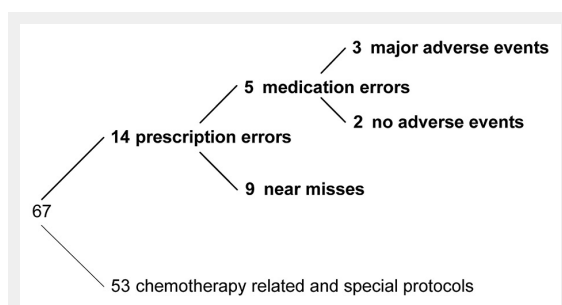 3 major adverse events
5 medication errors
2 no adverse events
14 prescription errors
9 near misses
67
53 chemotherapy related and special protocols